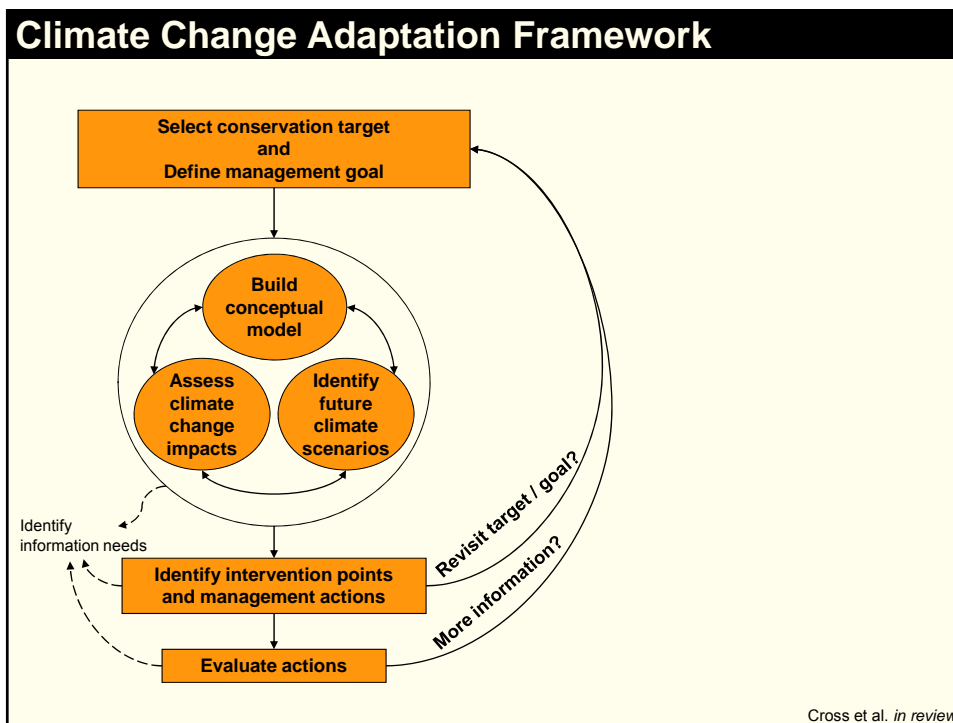 Climate Change Adaptation Framework
Select conservation target
and
Define management goal
Build
conceptual
model
Assess
climate
change
impacts
Identify
future
climate
scenarios
Revisit target / goal?
More information?
Identify
information needs
Identify intervention points
and management actions
Evaluate actions
Cross et al. in review